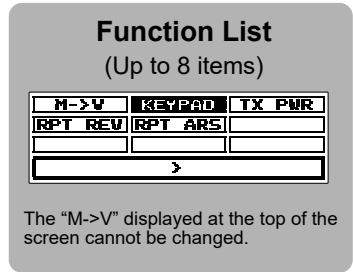 Function List
(Up to 8 items)
M->V KEYPAD TX PWR
RPT REV RPT ARS
>
The “M->V” displayed at the top of the
screen cannot be changed.